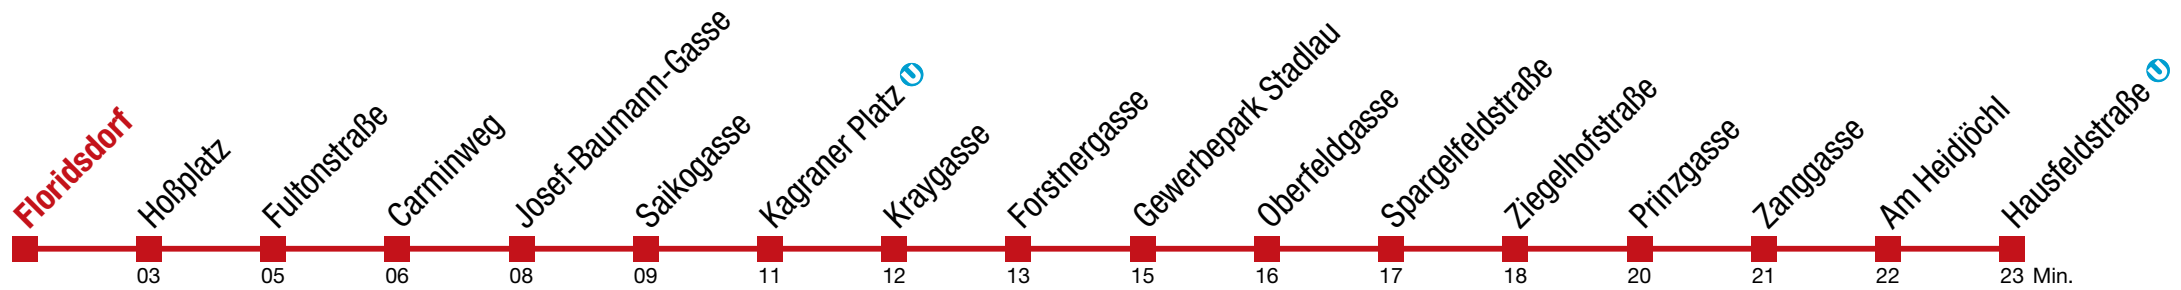 Floridsdorf
Hoßplatz
Fultonstraße
Carminweg
Josef-Baumann-Gasse
Saikogasse
Kagraner Platz U
Kraygasse
Forstnergasse
Gewerbepark Stadlau
Oberfeldgasse
Spargelfeldstraße
Ziegelhofstraße
Prinzgasse
Zanggasse
Am Heidjöchl
Hausfeldstraße U
03 05 06 08 09 11 12 13 15 16 17 18 20 21 22 23 Min.